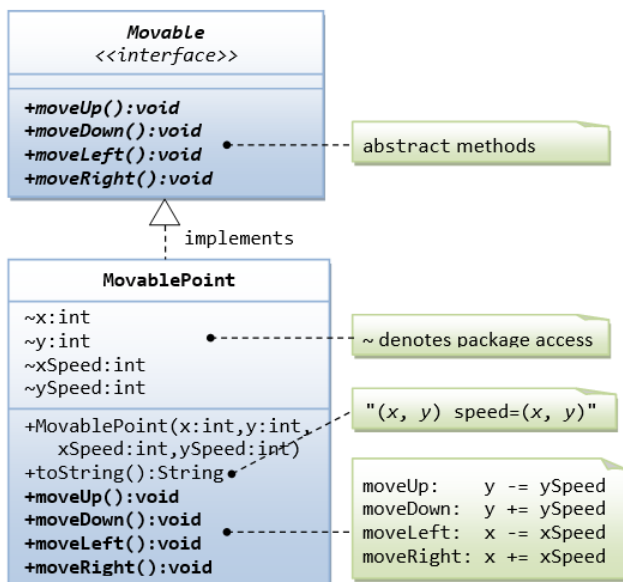 Movable
<<interface>>
+moveUp():void
+moveDown():void
+moveLeft():void
+moveRight():void
abstract methods
implements
MovablePoint
~x:int
~y:int
~xSpeed:int
~ySpeed:int
~ denotes package access
+MovablePoint(x:int,y:int,
xSpeed:int,ySpeed:int)
+toString():String
+moveUp():void
+moveDown():void
+moveLeft():void
+moveRight():void
"(x, y) speed=(x, y)"
moveUp: y -= ySpeed
moveDown: y += ySpeed
moveLeft: x -= xSpeed
moveRight: x += xSpeed